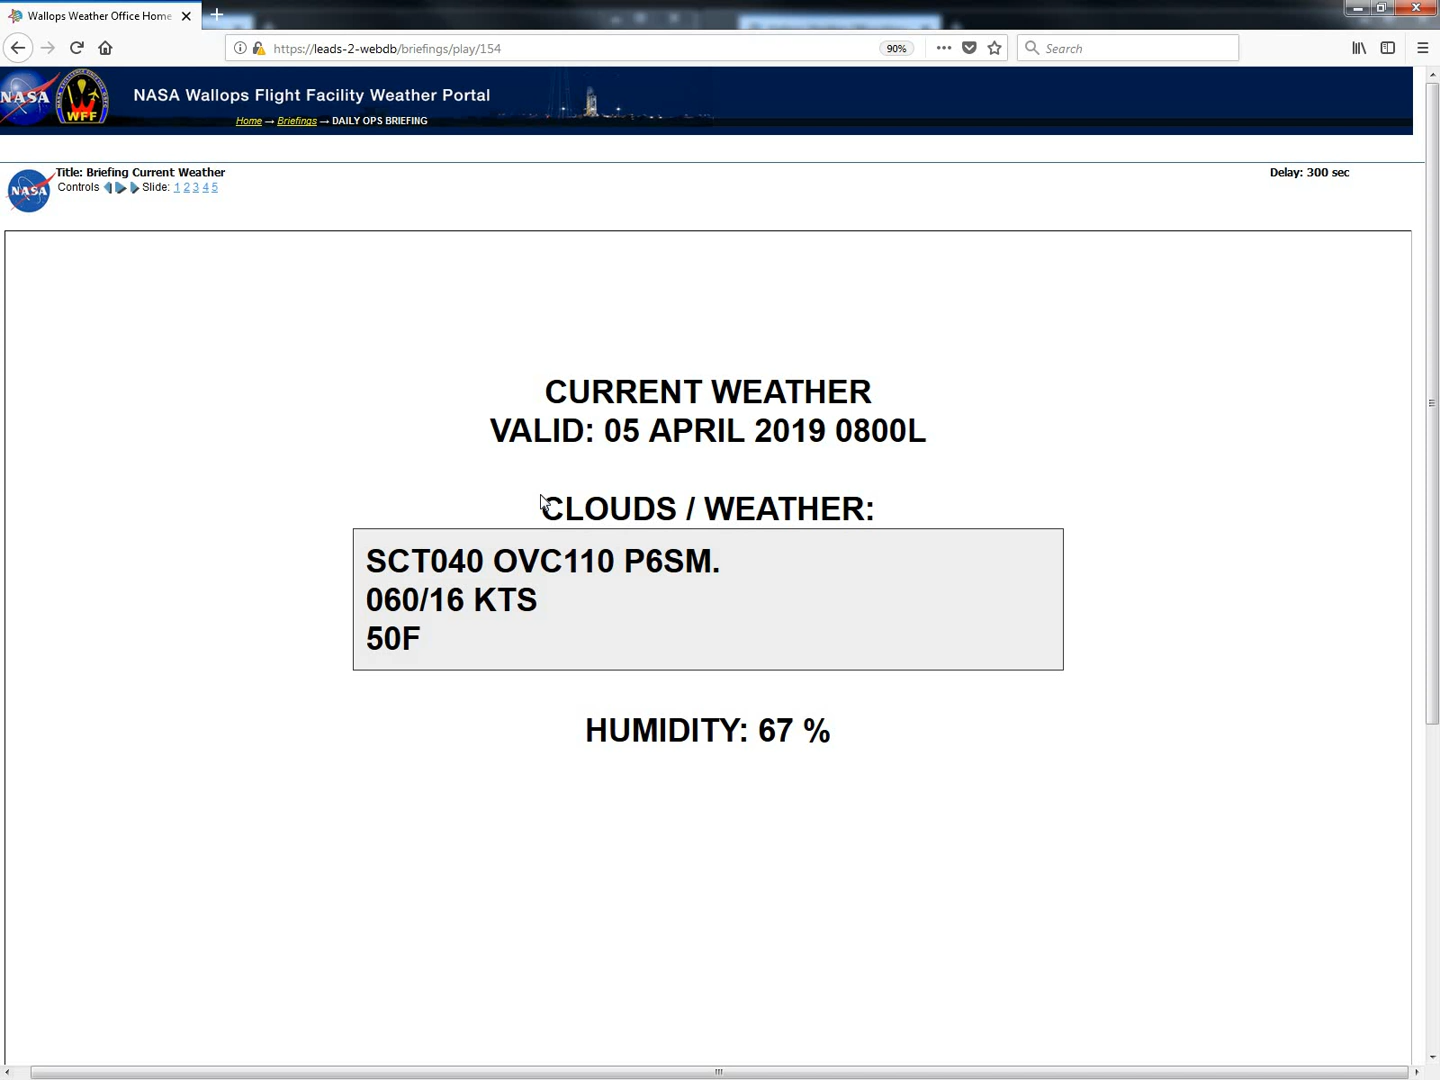 Wallops Weather Office Home
https://leads-2-webdb/briefings/play/154
90%
Search
NASA
WFF
NASA Wallops Flight Facility Weather Portal
Home → Briefings → DAILY OPS BRIEFING
NASA
Title: Briefing Current Weather
Delay: 300 sec
Controls Slide: 1 2 3 4 5
CURRENT WEATHER
VALID: 05 APRIL 2019 0800L
CLOUDS / WEATHER:
SCT040 OVC110 P6SM.
060/16 KTS
50F
HUMIDITY: 67 %